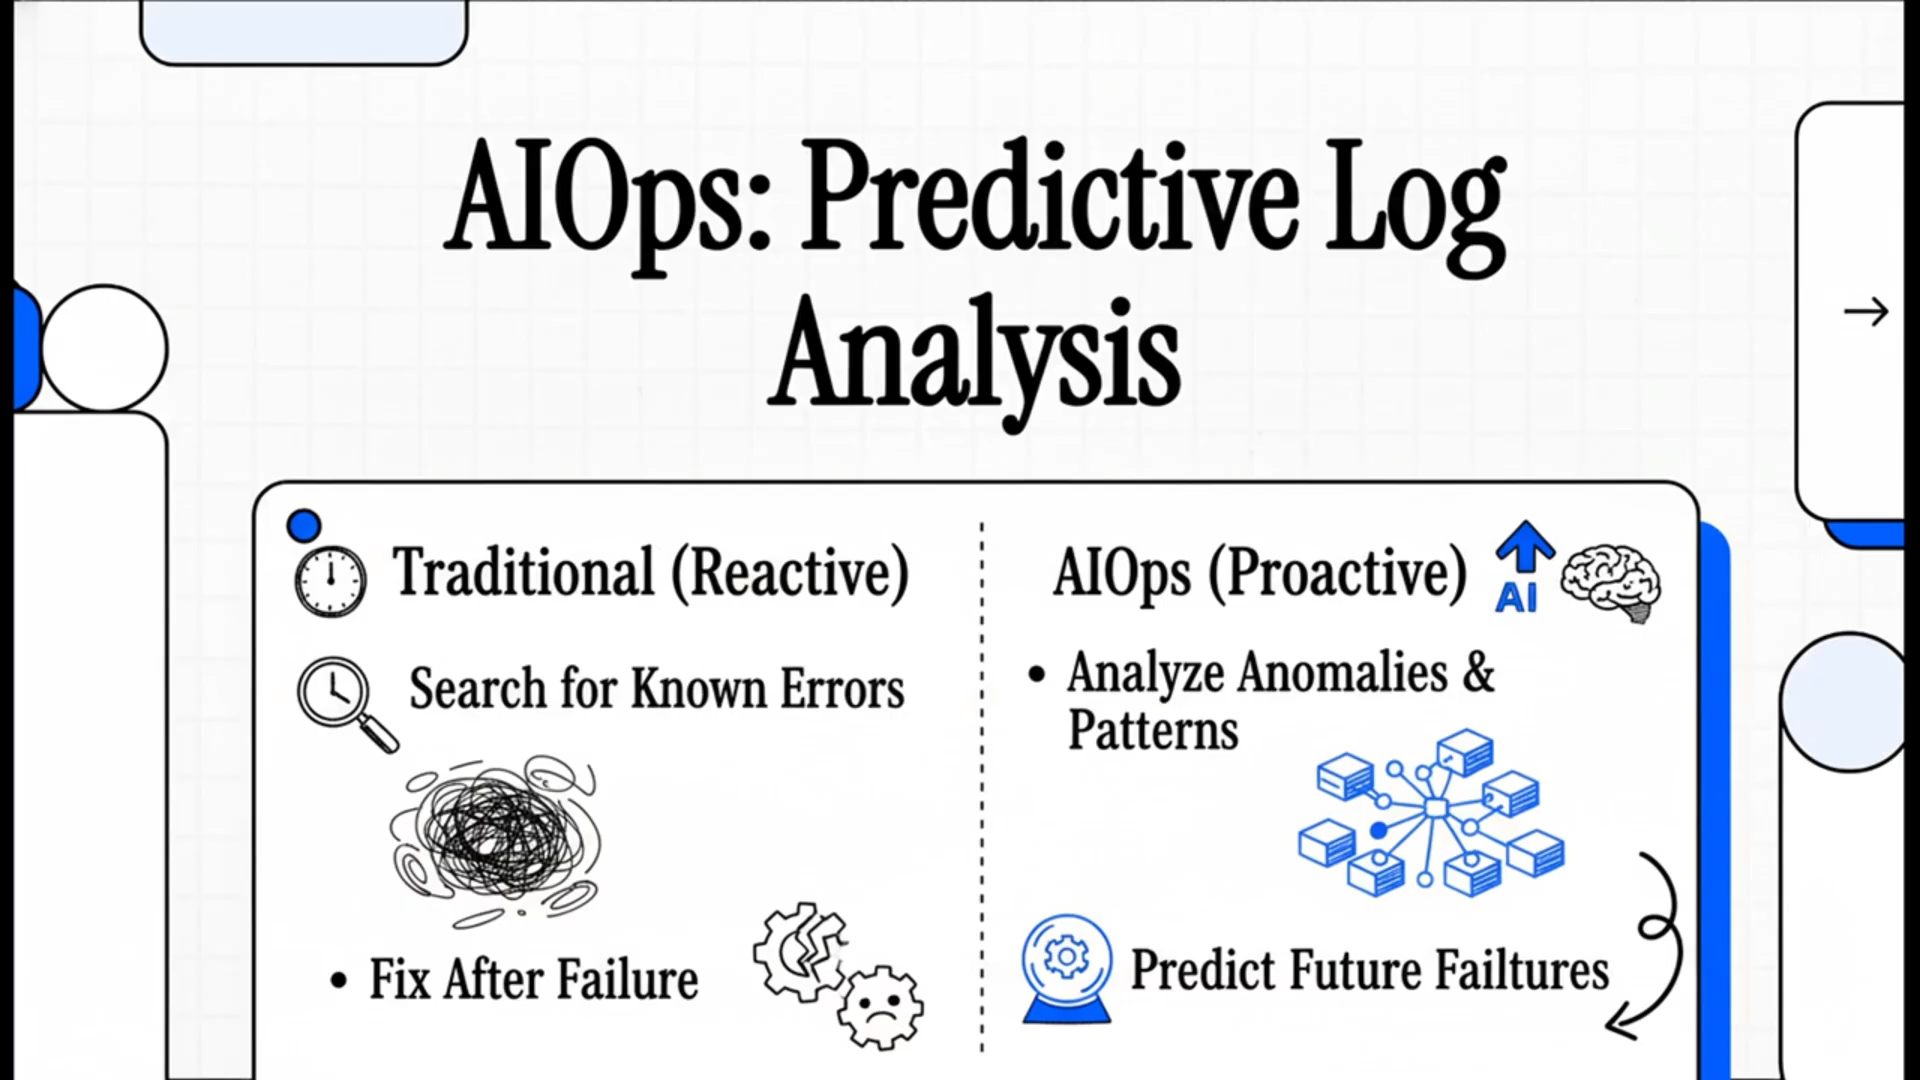 AIOps: Predictive Log
Analysis
Traditional (Reactive)
Search for Known Errors
• Fix After Failure
AIOps (Proactive)
AI
• Analyze Anomalies &
Patterns
Predict Future Failtures